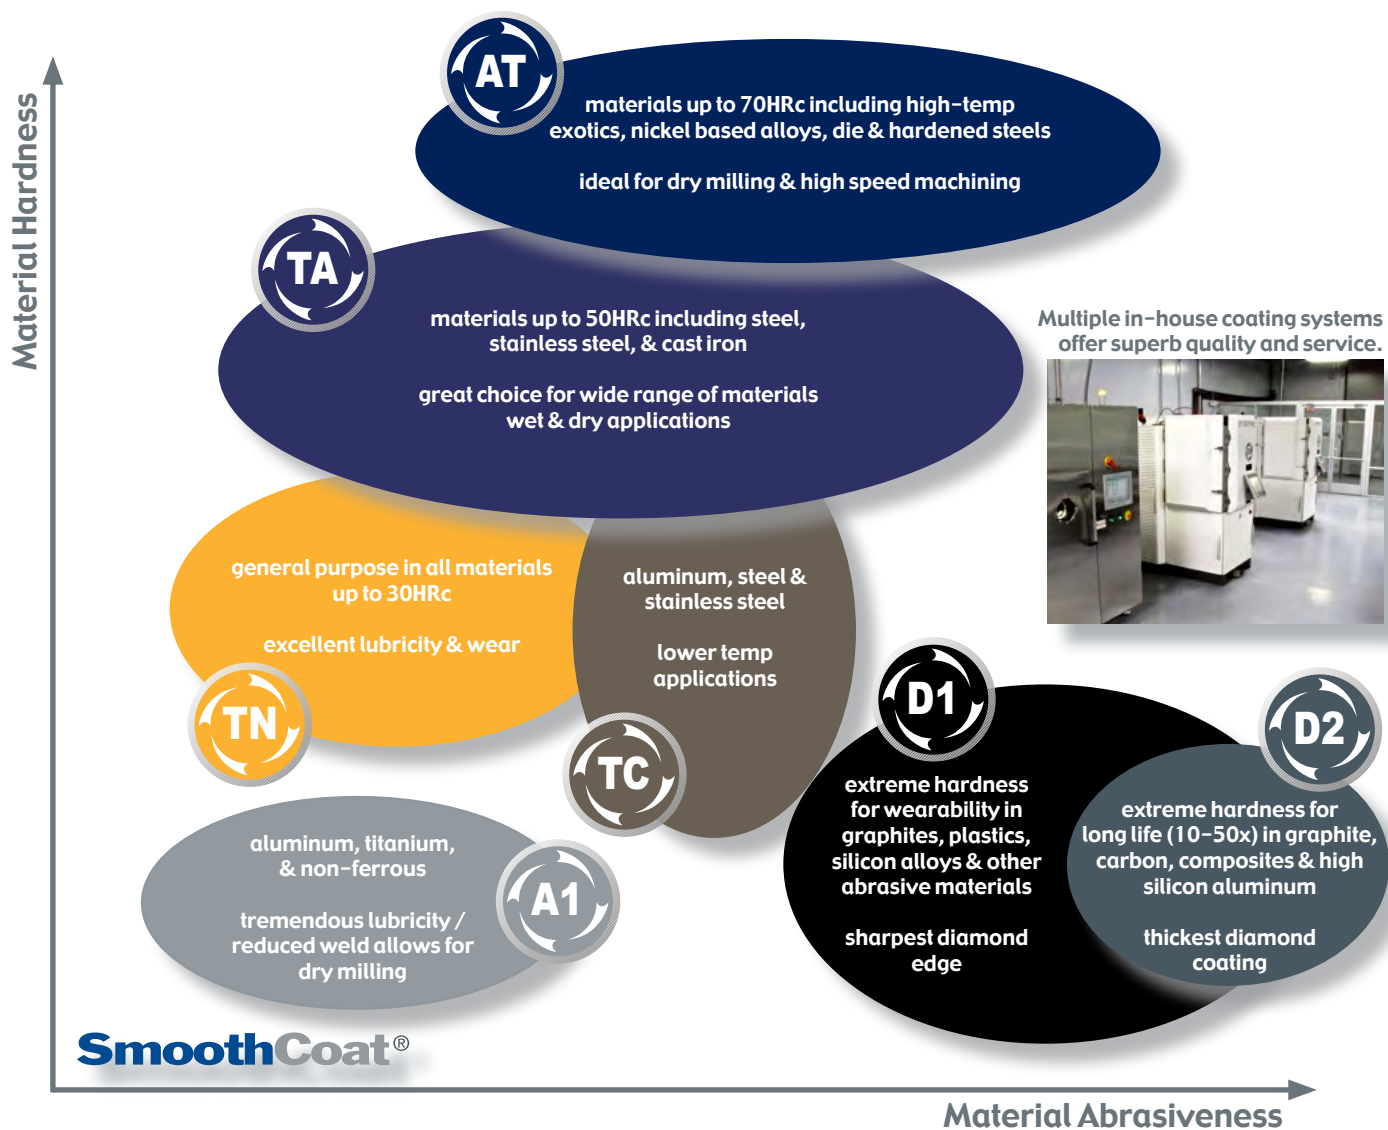 AT
materials up to 70HRc including high-temp
exotics, nickel based alloys, die & hardened steels
ideal for dry milling & high speed machining
Material Hardness
TA
materials up to 50HRc including steel,
stainless steel, & cast iron
great choice for wide range of materials
wet & dry applications
Multiple in-house coating systems
offer superb quality and service.
general purpose in all materials
up to 30HRc
excellent lubricity & wear
TN
aluminum, steel &
stainless steel
lower temp
applications
TC
D1
extreme hardness
for wearability in
graphites, plastics,
silicon alloys & other
abrasive materials
sharpest diamond
edge
D2
extreme hardness for
long life (10-50x) in graphite,
carbon, composites & high
silicon aluminum
thickest diamond
coating
aluminum, titanium,
& non-ferrous
tremendous lubricity /
reduced weld allows for
dry milling
A1
SmoothCoat®
Material Abrasiveness